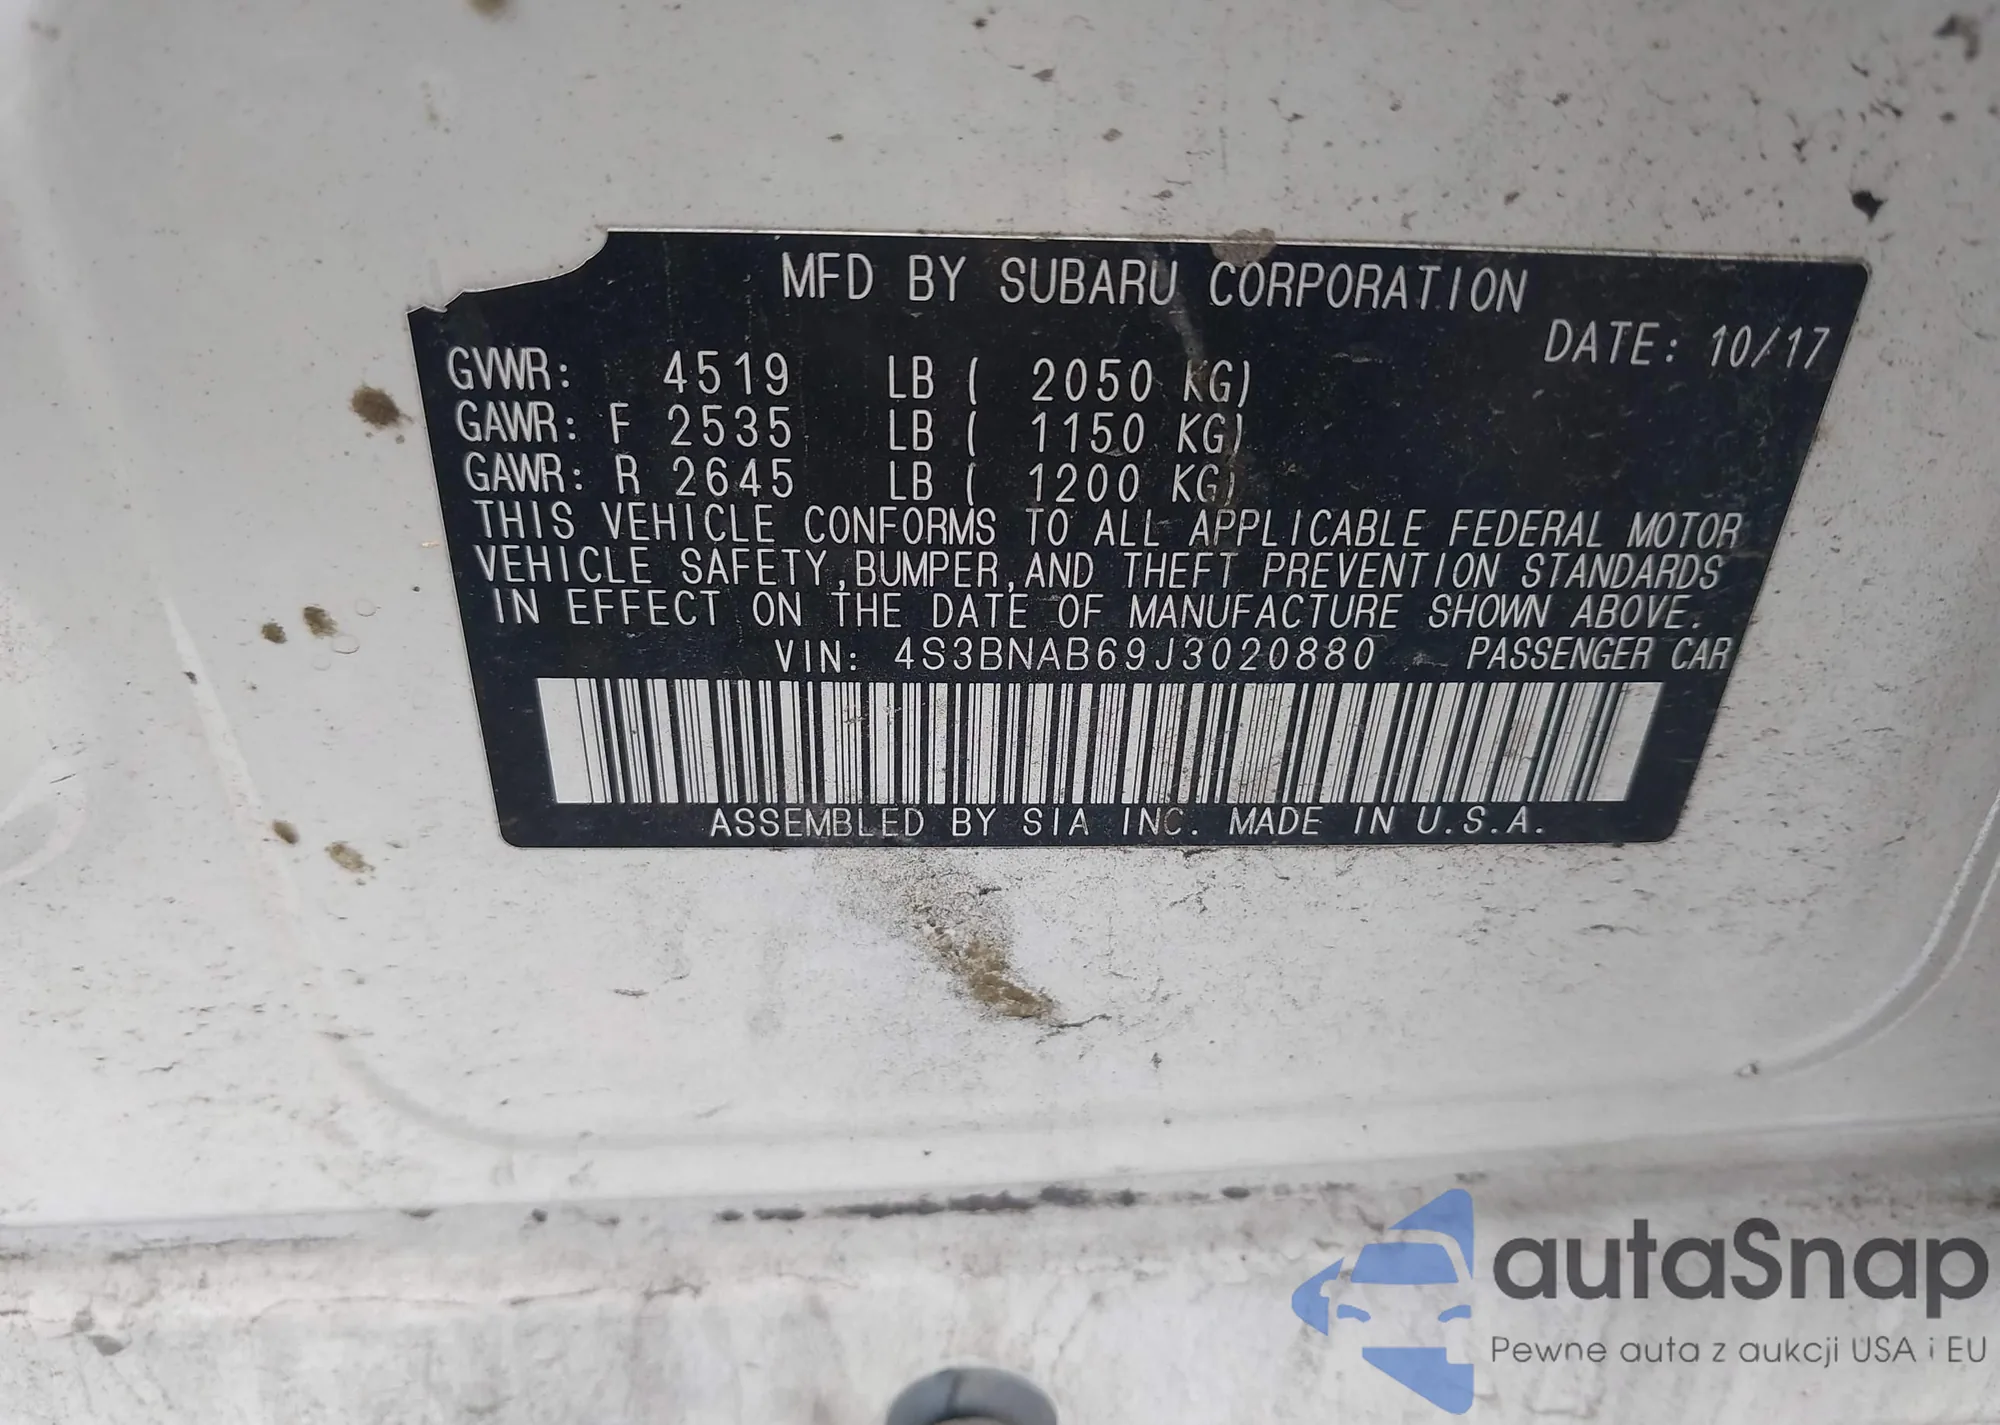 MFD BY SUBARU CORPORATION
DATE: 10/17
GVWR: 4519 LB ( 2050 KG)
GAWR: F 2535 LB ( 1150 KG)
GAWR: R 2645 LB ( 1200 KG)
THIS VEHICLE CONFORMS TO ALL APPLICABLE FEDERAL MOTOR
VEHICLE SAFETY,BUMPER,AND THEFT PREVENTION STANDARDS
IN EFFECT ON THE DATE OF MANUFACTURE SHOWN ABOVE.
VIN: 4S3BNAB69J3020880 PASSENGER CAR
ASSEMBLED BY SIA INC. MADE IN U.S.A.
autaSnap
Pewne auta z aukcji USA i EU